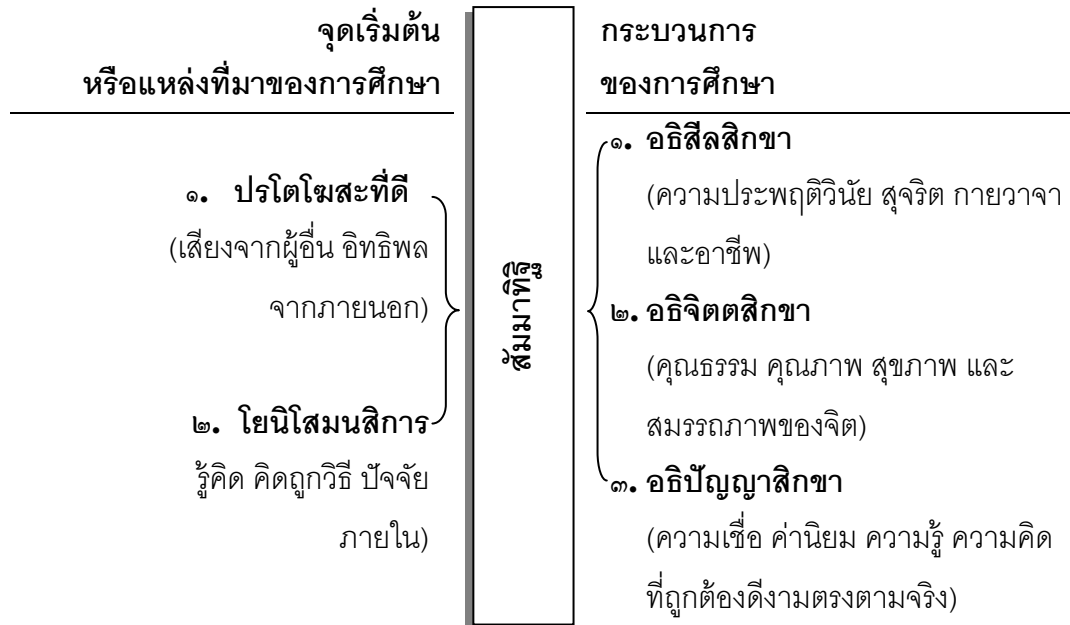 จุดเริ่มต้น
หรือแหล่งที่มาของการศึกษา
๑. ปรโตโฆสะที่ดี
(เสียงจากผู้อื่น อิทธิพล
จากภายนอก)
๒. โยนิโสมนสิการ
รู้คิด คิดถูกวิธี ปัจจัย
ภายใน)
สัมมาทิฐิ
กระบวนการ
ของการศึกษา
๑. อธิสีลสิกขา
(ความประพฤติวินัย สุจริต กายวาจา
และอาชีพ)
๒. อธิจิตตสิกขา
(คุณธรรม คุณภาพ สุขภาพ และ
สมรรถภาพของจิต)
๓. อธิปัญญาสิกขา
(ความเชื่อ ค่านิยม ความรู้ ความคิด
ที่ถูกต้องดีงามตรงตามจริง)